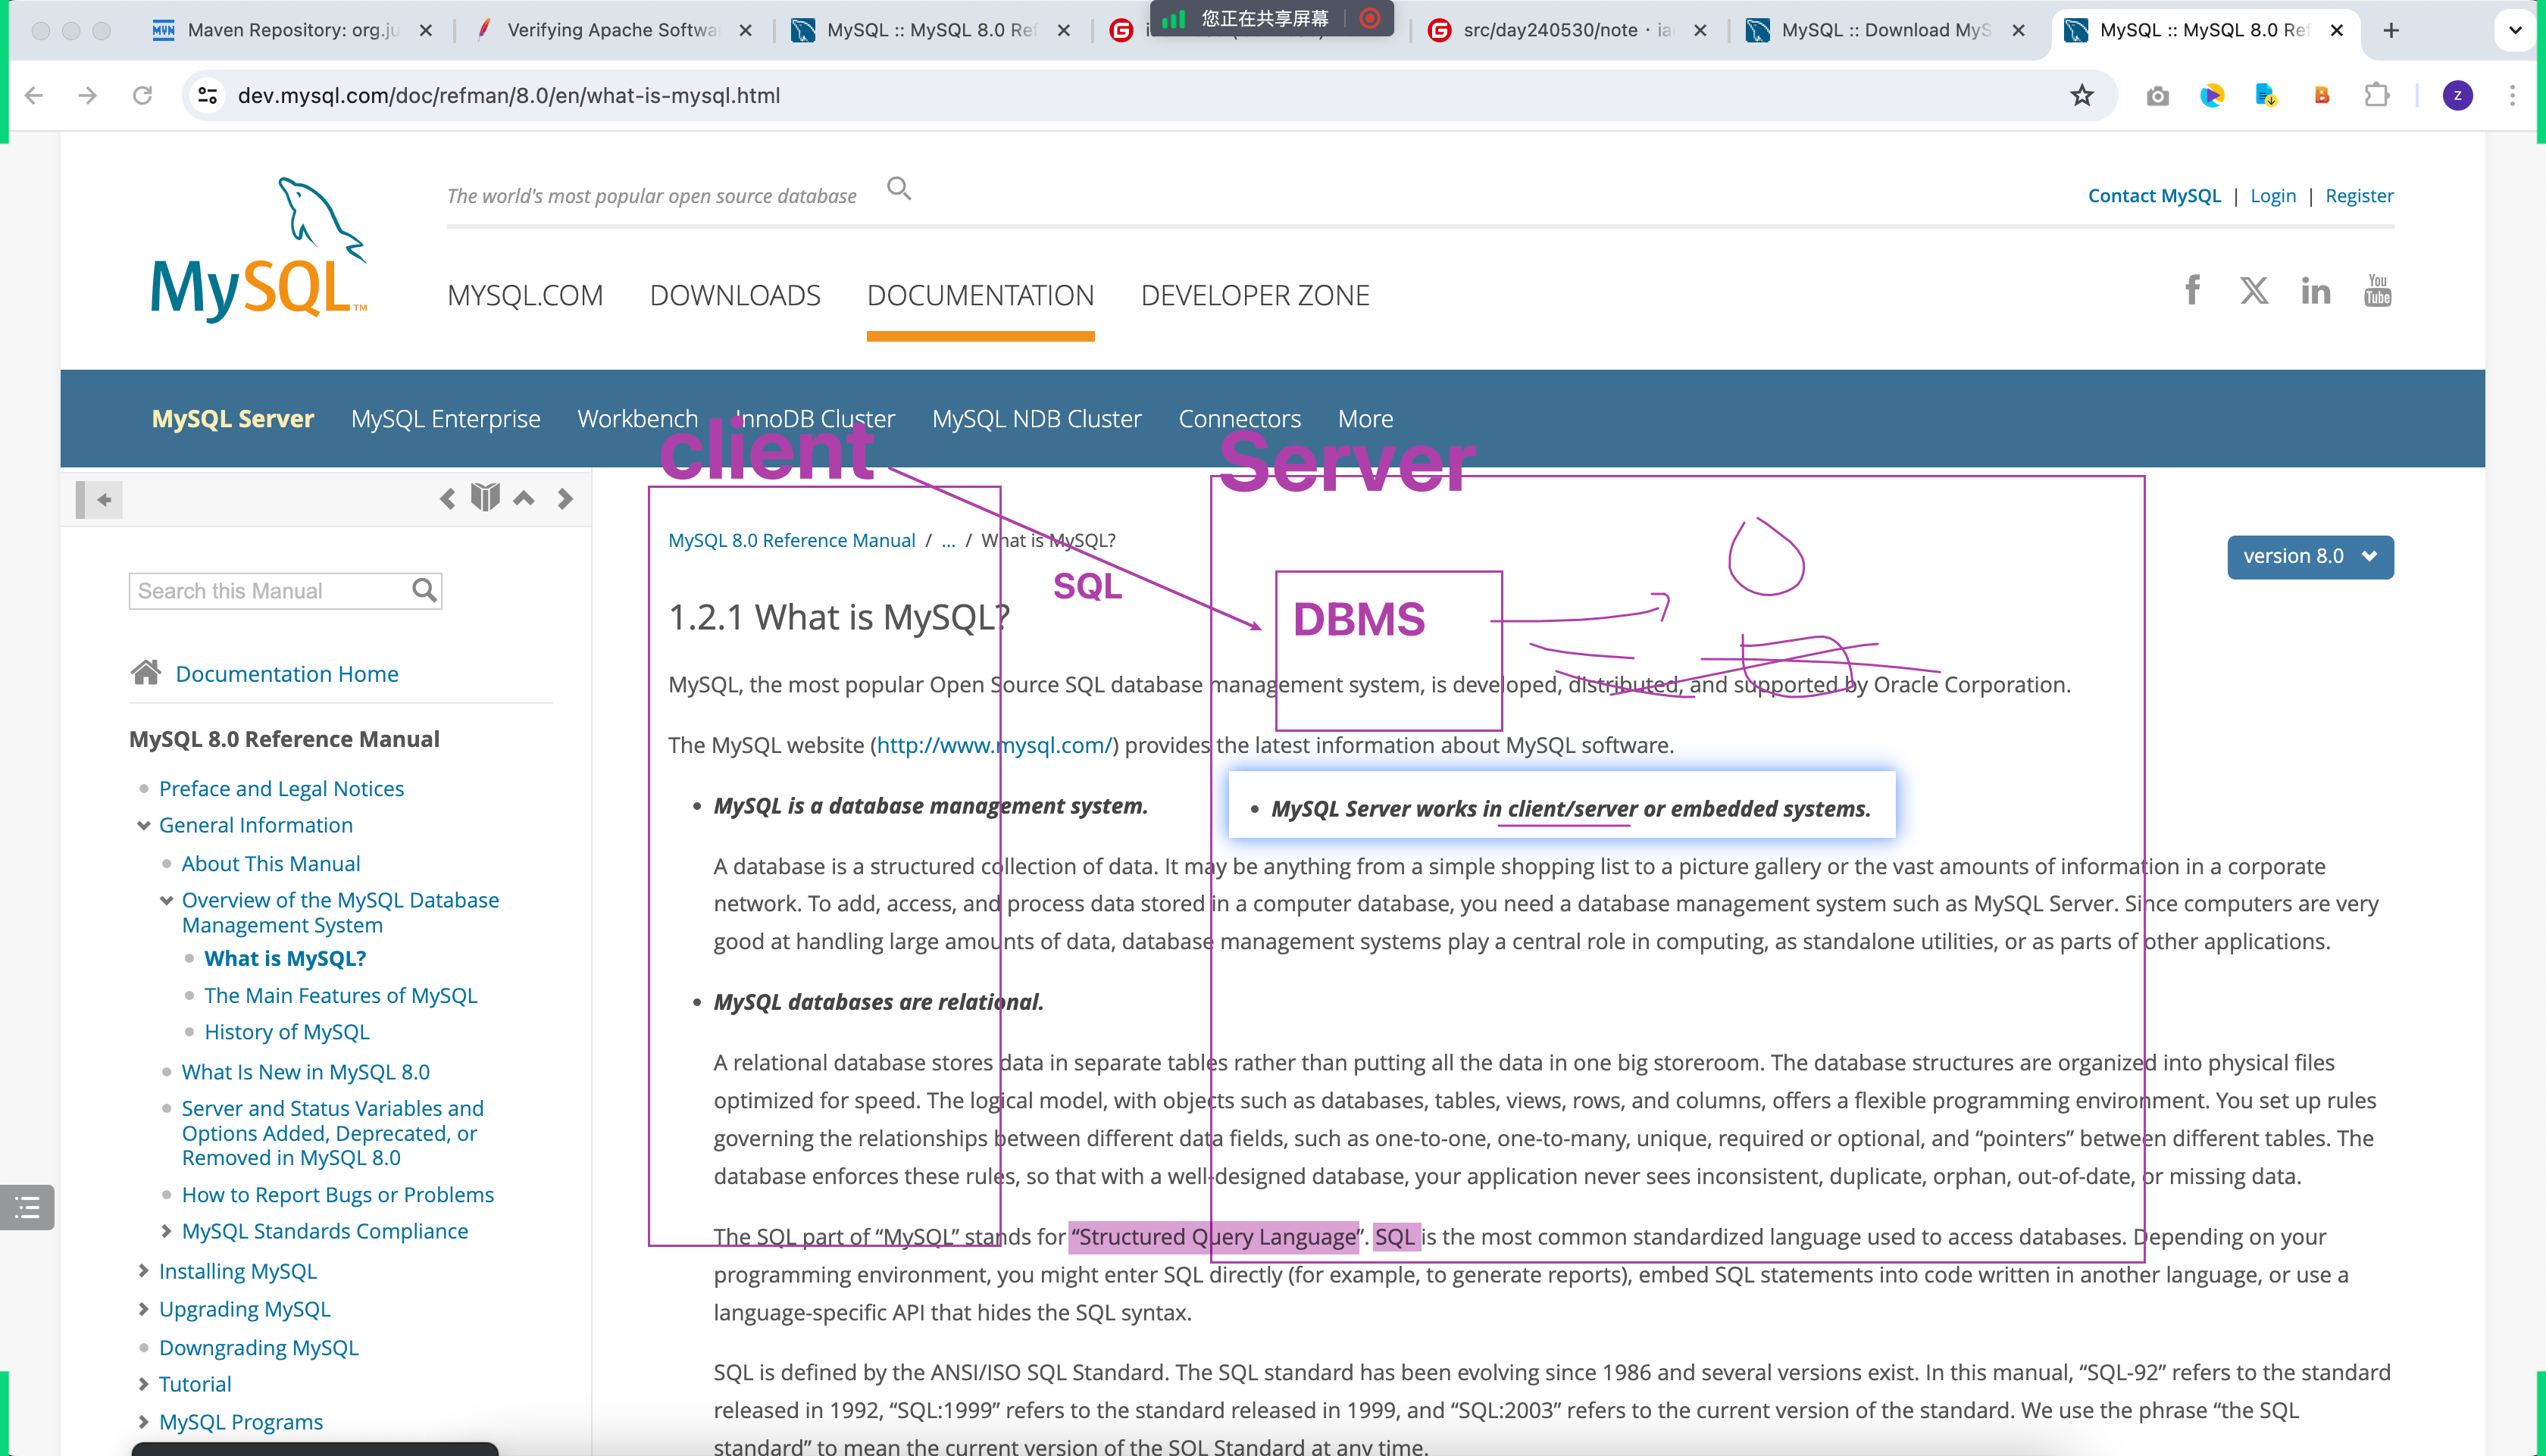 Maven Repository: org.ju
Verifying Apache Softwa
MySQL :: MySQL 8.0 Ref
您正在共享屏幕
src/day240530/note · ia
MySQL :: Download MyS
MySQL :: MySQL 8.0 Ref
dev.mysql.com/doc/refman/8.0/en/what-is-mysql.html
z
The world's most popular open source database
Contact MySQL | Login | Register
MySQL™
MYSQL.COM DOWNLOADS DOCUMENTATION DEVELOPER ZONE
You Tube
MySQL Server MySQL Enterprise Workbench InnoDB Cluster MySQL NDB Cluster Connectors More
client
Server
MySQL 8.0 Reference Manual / ... / What is MySQL?
version 8.0
SQL
DBMS
Search this Manual
Documentation Home
MySQL 8.0 Reference Manual
Preface and Legal Notices
General Information
About This Manual
Overview of the MySQL Database
Management System
What is MySQL?
The Main Features of MySQL
History of MySQL
What Is New in MySQL 8.0
Server and Status Variables and
Options Added, Deprecated, or
Removed in MySQL 8.0
How to Report Bugs or Problems
MySQL Standards Compliance
Installing MySQL
Upgrading MySQL
Downgrading MySQL
Tutorial
MySQL Programs
1.2.1 What is MySQL?
MySQL, the most popular Open Source SQL database management system, is developed, distributed, and supported by Oracle Corporation.
The MySQL website (http://www.mysql.com/) provides the latest information about MySQL software.
• MySQL is a database management system.
• MySQL Server works in client/server or embedded systems.
A database is a structured collection of data. It may be anything from a simple shopping list to a picture gallery or the vast amounts of information in a corporate
network. To add, access, and process data stored in a computer database, you need a database management system such as MySQL Server. Since computers are very
good at handling large amounts of data, database management systems play a central role in computing, as standalone utilities, or as parts of other applications.
• MySQL databases are relational.
A relational database stores data in separate tables rather than putting all the data in one big storeroom. The database structures are organized into physical files
optimized for speed. The logical model, with objects such as databases, tables, views, rows, and columns, offers a flexible programming environment. You set up rules
governing the relationships between different data fields, such as one-to-one, one-to-many, unique, required or optional, and “pointers” between different tables. The
database enforces these rules, so that with a well-designed database, your application never sees inconsistent, duplicate, orphan, out-of-date, or missing data.
The SQL part of “MySQL” stands for “Structured Query Language”. SQL is the most common standardized language used to access databases. Depending on your
programming environment, you might enter SQL directly (for example, to generate reports), embed SQL statements into code written in another language, or use a
language-specific API that hides the SQL syntax.
SQL is defined by the ANSI/ISO SQL Standard. The SQL standard has been evolving since 1986 and several versions exist. In this manual, “SQL-92” refers to the standard
released in 1992, “SQL:1999” refers to the standard released in 1999, and “SQL:2003” refers to the current version of the standard. We use the phrase “the SQL
standard” to mean the current version of the SQL Standard at any time.